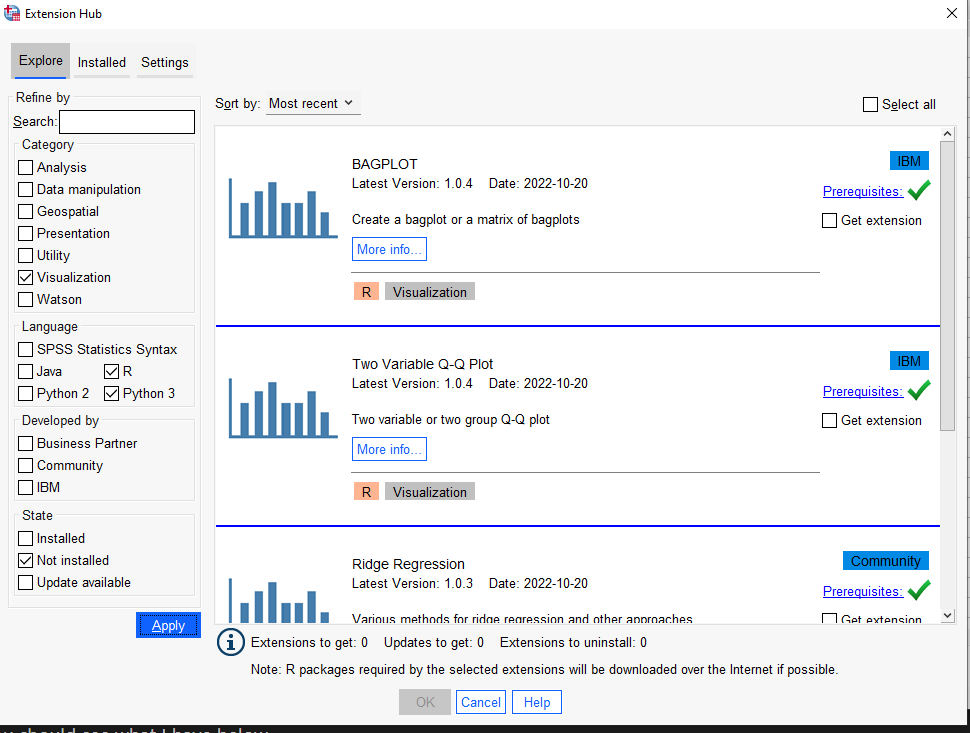 Extension Hub
Explore Installed Settings
Refine by
Search:
Category
Analysis
Data manipulation
Geospatial
Presentation
Utility
Visualization
Watson
Language
SPSS Statistics Syntax
Java R
Python 2 Python 3
Developed by
Business Partner
Community
IBM
State
Installed
Not installed
Update available
Apply
Sort by: Most recent
Select all
BAGPLOT
IBM
Latest Version: 1.0.4 Date: 2022-10-20
Prerequisites:
Create a bagplot or a matrix of bagplots
Get extension
More info...
R Visualization
Two Variable Q-Q Plot
IBM
Latest Version: 1.0.4 Date: 2022-10-20
Prerequisites:
Two variable or two group Q-Q plot
Get extension
More info...
R Visualization
Ridge Regression
Community
Latest Version: 1.0.3 Date: 2022-10-20
Prerequisites:
Various methods for ridge regression and other approaches
Get extension
Extensions to get: 0 Updates to get: 0 Extensions to uninstall: 0
Note: R packages required by the selected extensions will be downloaded over the Internet if possible.
OK Cancel Help
should see what I have below